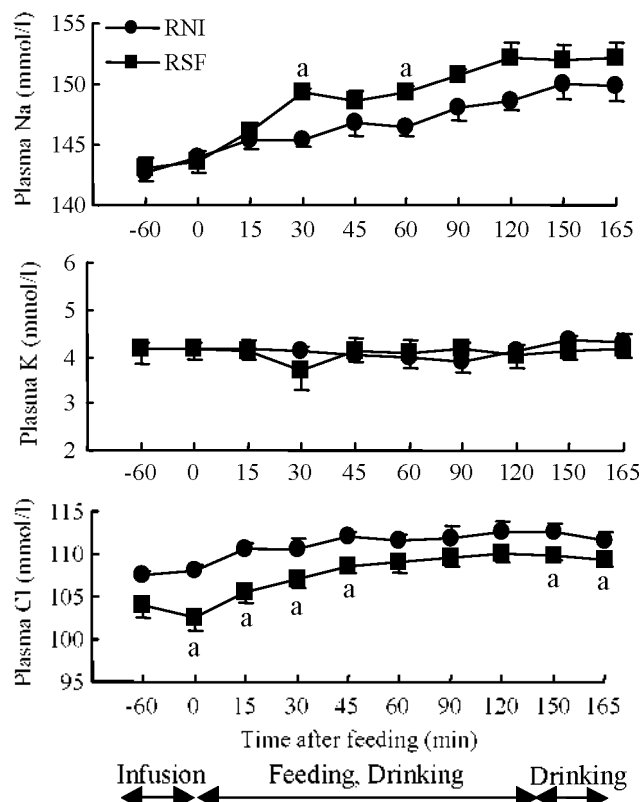 155
RNI
RSF
a
a
150
145
140
Plasma Na (mmol/l)
-60 0 15 30 45 60 90 120 150 165
6
5
4
3
2
Plasma K (mmol/l)
-60 0 15 30 45 60 90 120 150 165
115
110
105
100
95
Plasma Cl (mmol/l)
a a a a a a
-60 0 15 30 45 60 90 120 150 165
Time after feeding (min)
Infusion Feeding, Drinking Drinking